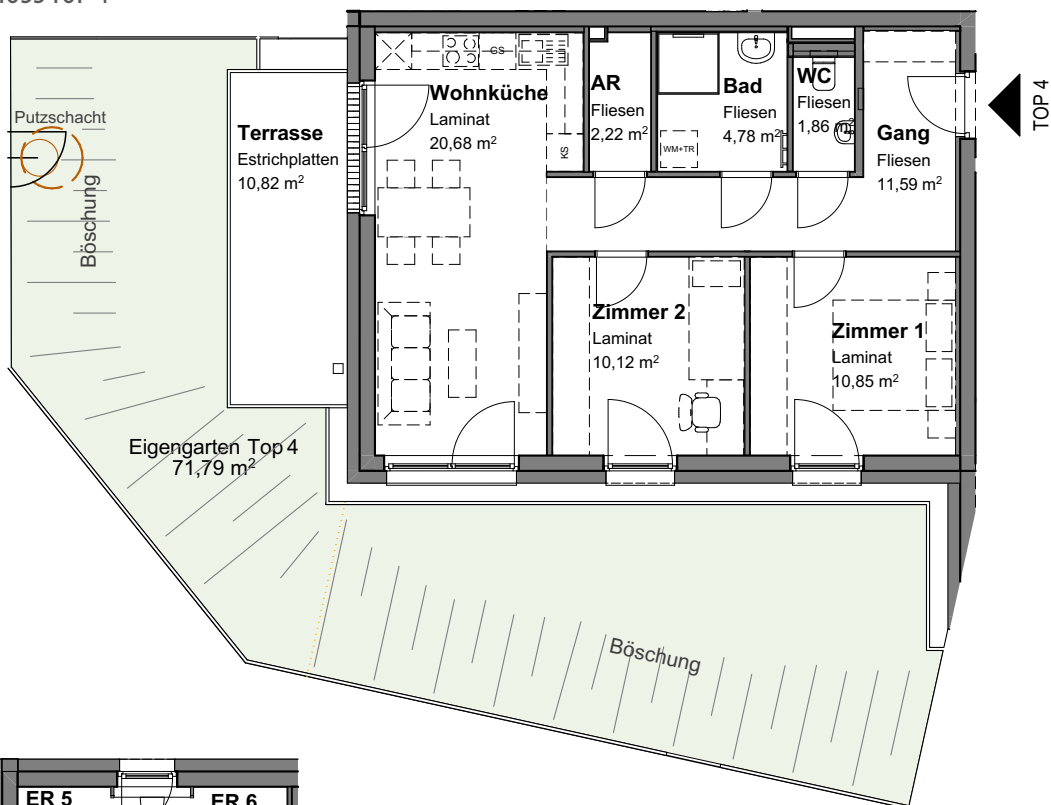 TOP 4
Putzschacht
Böschung
Terrasse
Estrichplatten
10,82 m²
Wohnküche
Laminat
20,68 m²
GS
KS
AR
Fliesen
2,22 m²
Bad
Fliesen
4,78 m²
WM+TR
WC
Fliesen
1,86 m²
Gang
Fliesen
11,59 m²
TOP 4
Zimmer 2
Laminat
10,12 m²
Zimmer 1
Laminat
10,85 m²
Eigengarten Top 4
71,79 m²
Böschung
ER 5
ER 6